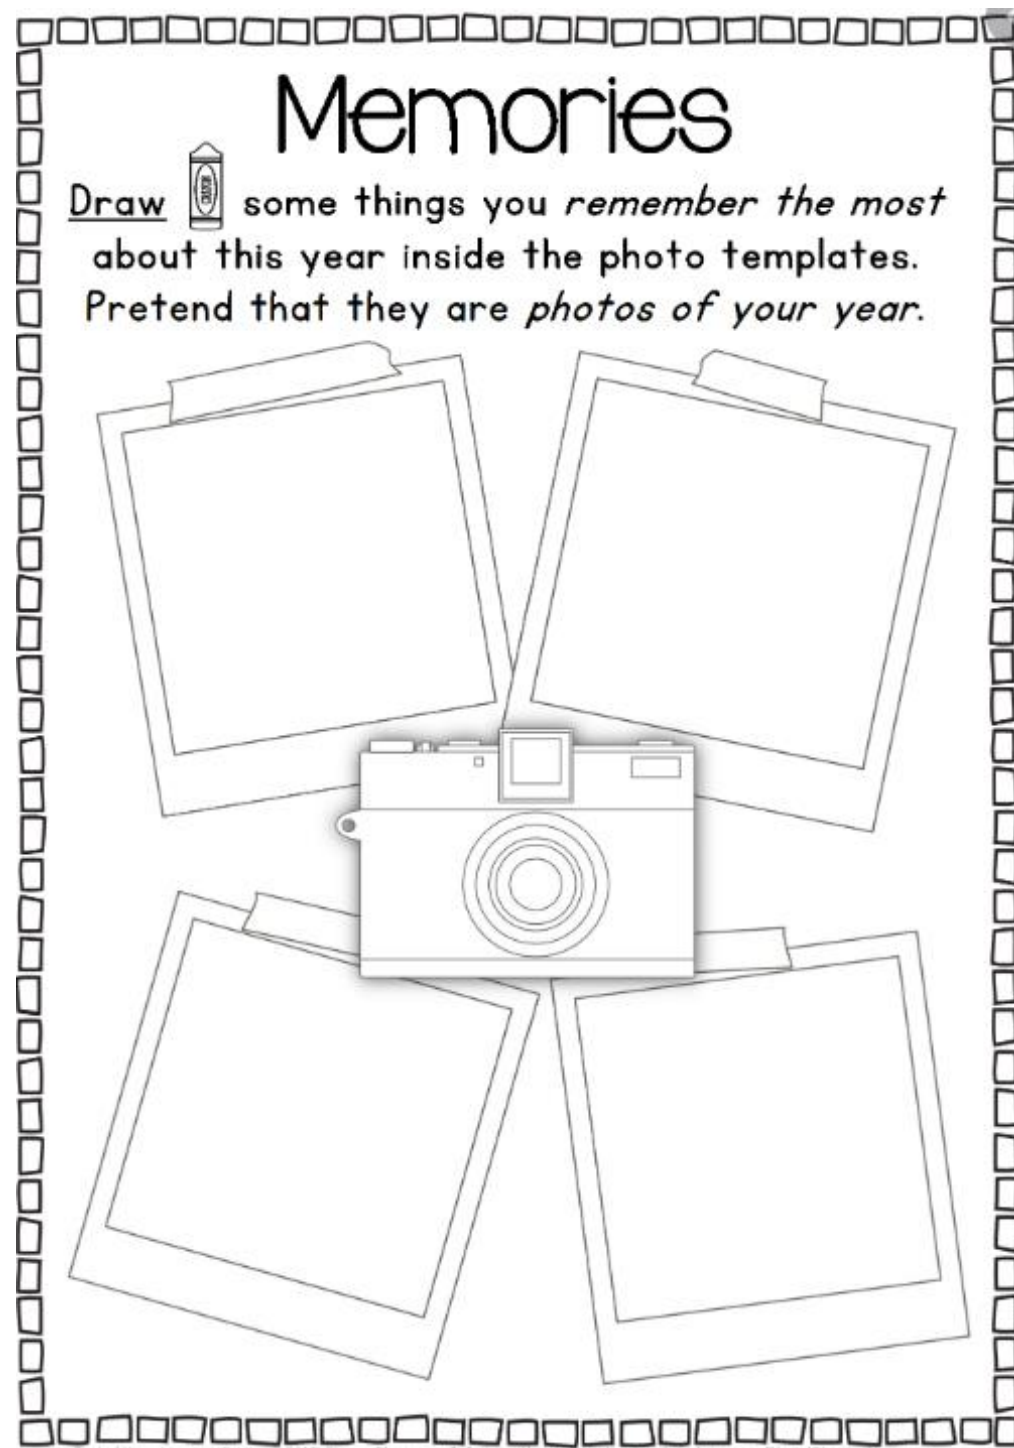 Memories
Draw some things you remember the most
about this year inside the photo templates.
Pretend that they are photos of your year.